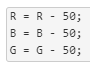 R = R - 50;
B = B - 50;
G = G - 50;